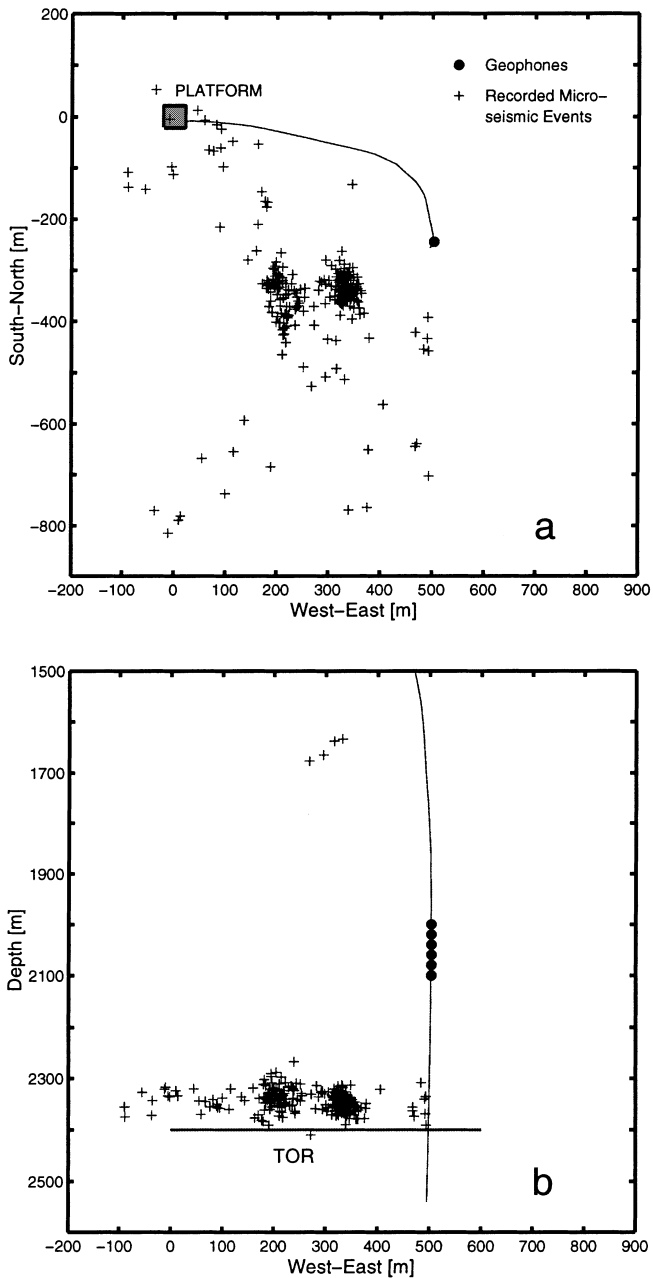 200
0
−200
−400
−600
−800
South−North [m]
PLATFORM
Geophones
Recorded Micro−
seismic Events
a
−200 −100 0 100 200 300 400 500 600 700 800 900
West−East [m]
1500
1700
1900
2100
2300
2500
Depth [m]
TOR
b
−200 −100 0 100 200 300 400 500 600 700 800 900
West−East [m]